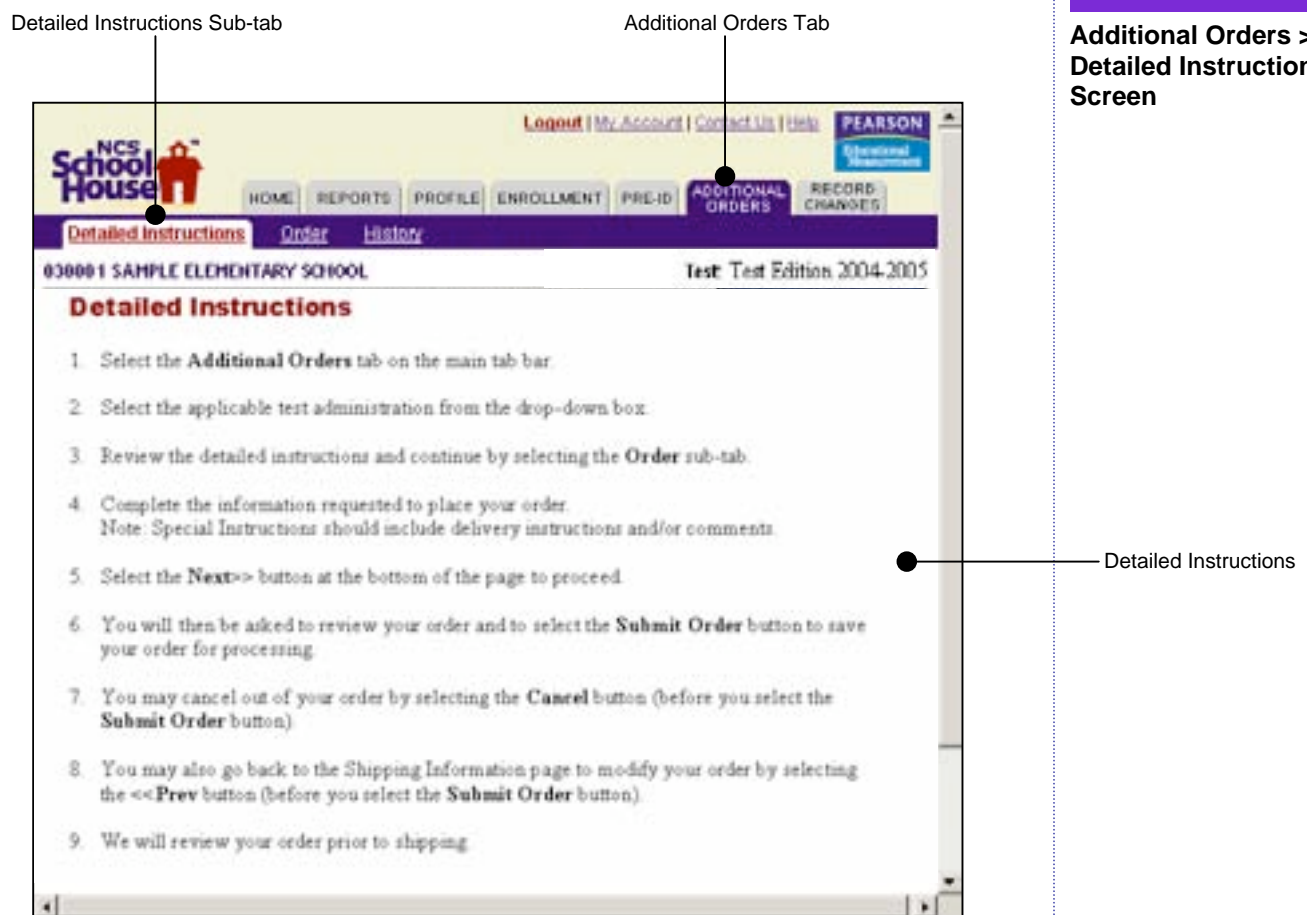 Detailed Instructions Sub-tab
Additional Orders Tab
Additional Orders >
Detailed Instruction
Screen
Logout | My Account | Contact Us | Help
PEARSON
Educational
Measurement
NCS
School
House
HOME REPORTS PROFILE ENROLLMENT PRE-ID ADDITIONAL ORDERS RECORD CHANGES
Detailed Instructions Order History
030001 SAMPLE ELEMENTARY SCHOOL Test: Test Edition 2004-2005
Detailed Instructions
1. Select the Additional Orders tab on the main tab bar.
2. Select the applicable test administration from the drop-down box.
3. Review the detailed instructions and continue by selecting the Order sub-tab.
4. Complete the information requested to place your order.
Note: Special Instructions should include delivery instructions and/or comments.
5. Select the Next>> button at the bottom of the page to proceed.
6. You will then be asked to review your order and to select the Submit Order button to save
your order for processing.
7. You may cancel out of your order by selecting the Cancel button (before you select the
Submit Order button).
8. You may also go back to the Shipping Information page to modify your order by selecting
the <<Prev button (before you select the Submit Order button).
9. We will review your order prior to shipping.
Detailed Instructions